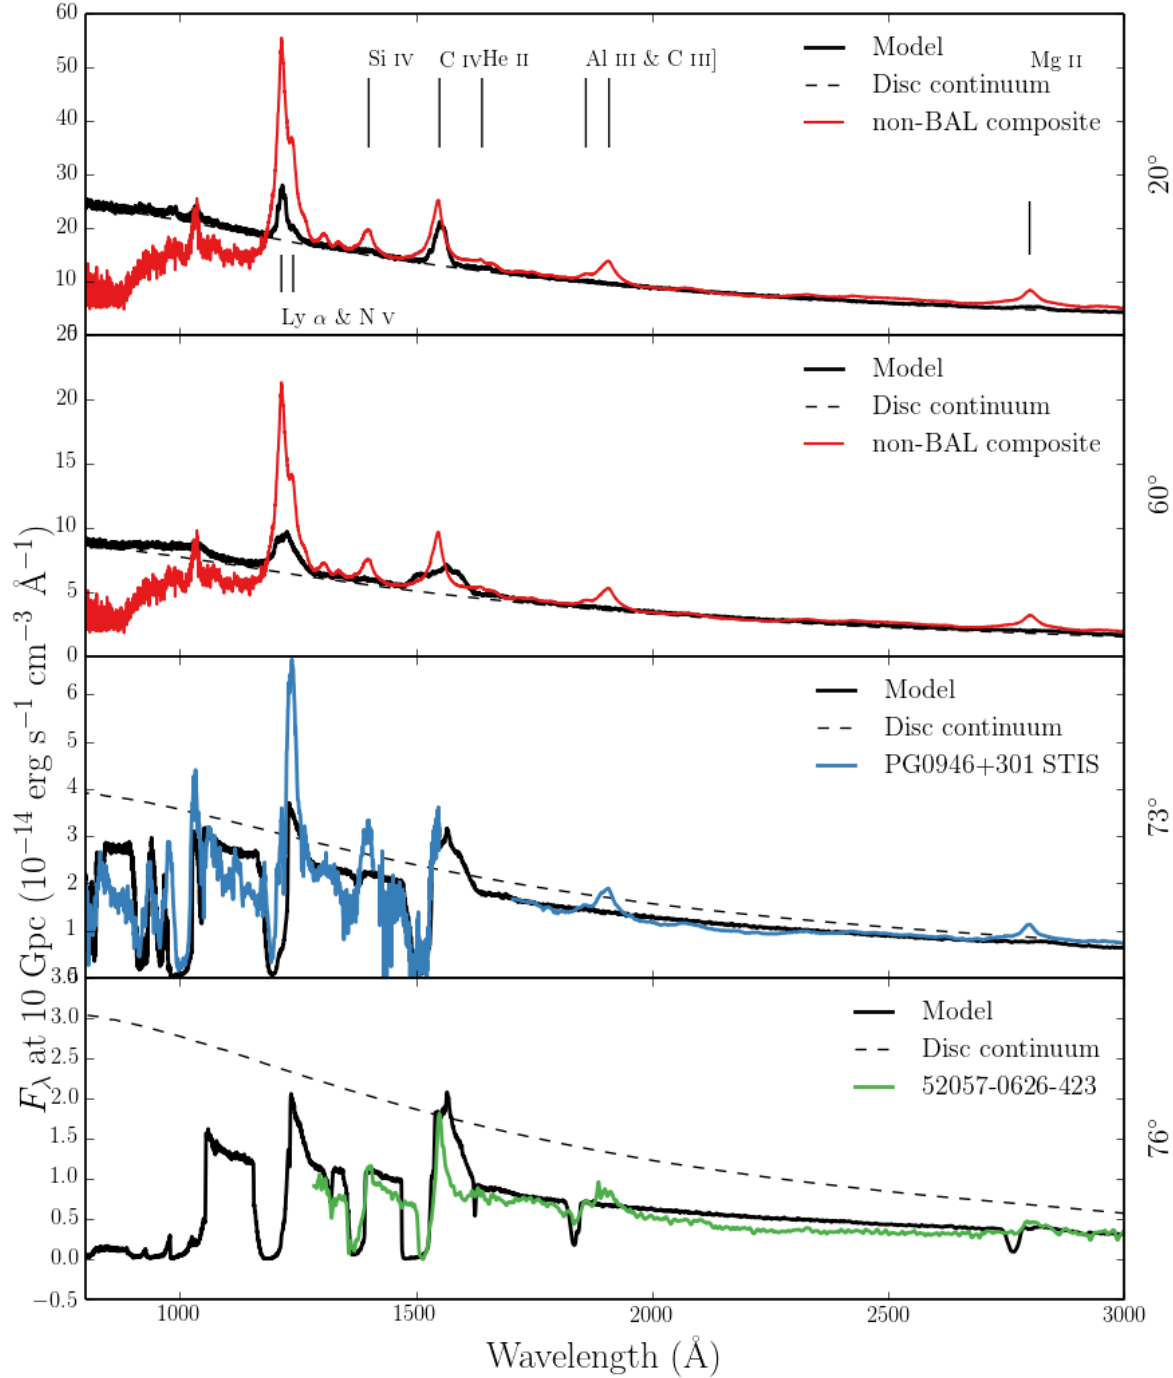 60
50
40
30
20
10
20
Si IV
C IV
He II
Al III & C III]
Mg II
Model
Disc continuum
non-BAL composite
Ly α & N V
20°
20
15
10
5
0
Model
Disc continuum
non-BAL composite
60°
6
5
4
3
2
1
Model
Disc continuum
PG0946+301 STIS
73°
3.0
2.5
2.0
1.5
1.0
0.5
0.0
−0.5
Model
Disc continuum
52057-0626-423
76°
1000
1500
2000
2500
3000
Wavelength (Å)
F_λ at 10 Gpc (10⁻¹⁴ erg s⁻¹ cm⁻³ Å⁻¹)